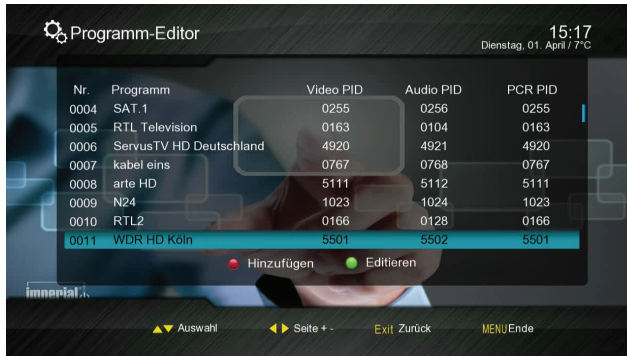 Programm-Editor
15:17
Dienstag, 01. April / 7°C
Nr. Programm Video PID Audio PID PCR PID
0004 SAT.1 0255 0256 0255
0005 RTL Television 0163 0104 0163
0006 ServusTV HD Deutschland 4920 4921 4920
0007 kabel eins 0767 0768 0767
0008 arte HD 5111 5112 5111
0009 N24 1023 1024 1023
0010 RTL2 0166 0128 0166
0011 WDR HD Köln 5501 5502 5501
Hinzufügen Editieren
imperial
Auswahl Seite + - Exit Zurück MENU Ende